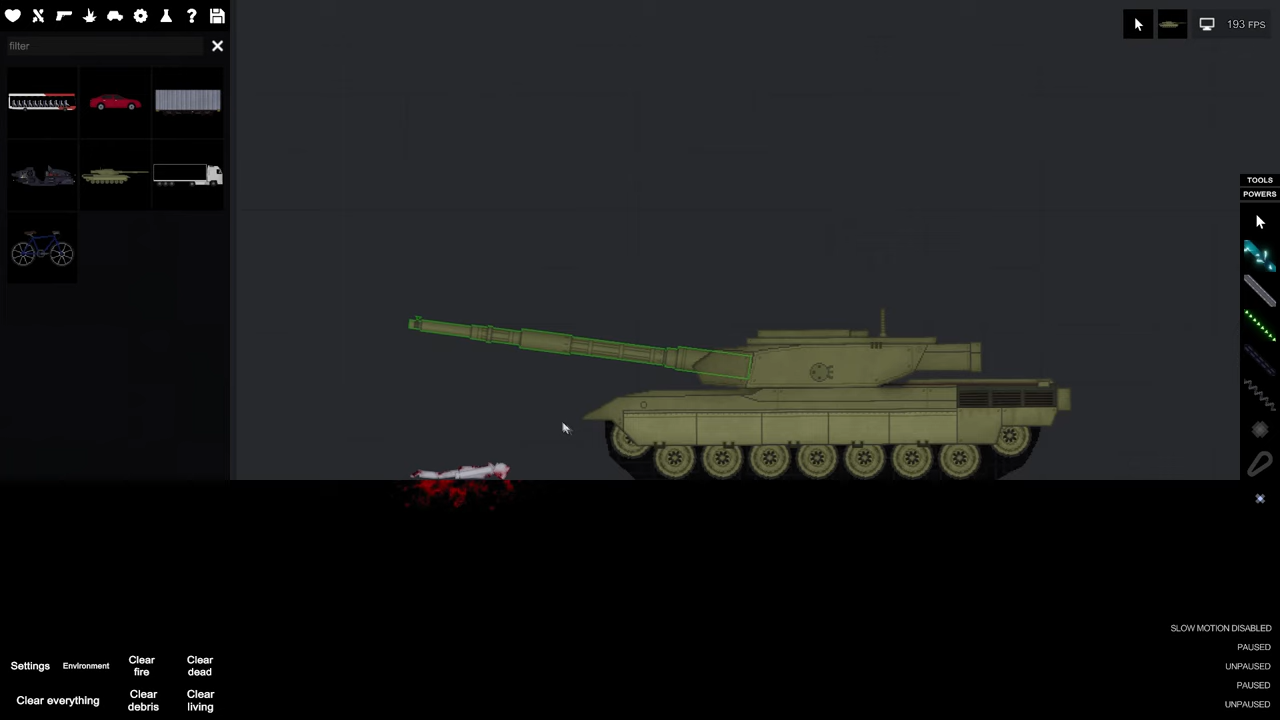 193 FPS
filter
TOOLS
POWERS
SLOW MOTION DISABLED
PAUSED
UNPAUSED
PAUSED
UNPAUSED
Settings
Environment
Clear fire
Clear dead
Clear everything
Clear debris
Clear living